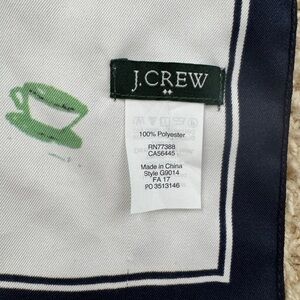 J.CREW
100% Polyester
RN77388
CA56445
Made in China
Style G9014
FA 17
PO 3513146